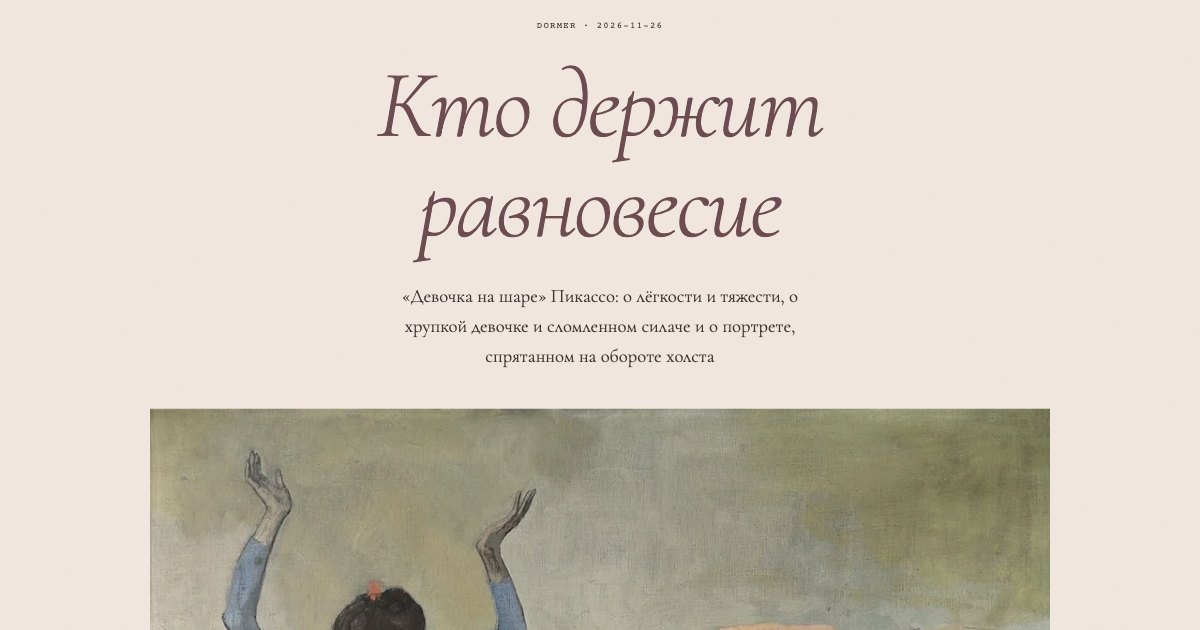 DORMER · 2026–11–26
Кто держит
равновесие
«Девочка на шаре» Пикассо: о лёгкости и тяжести, о
хрупкой девочке и сломленном силаче и о портрете,
спрятанном на обороте холста